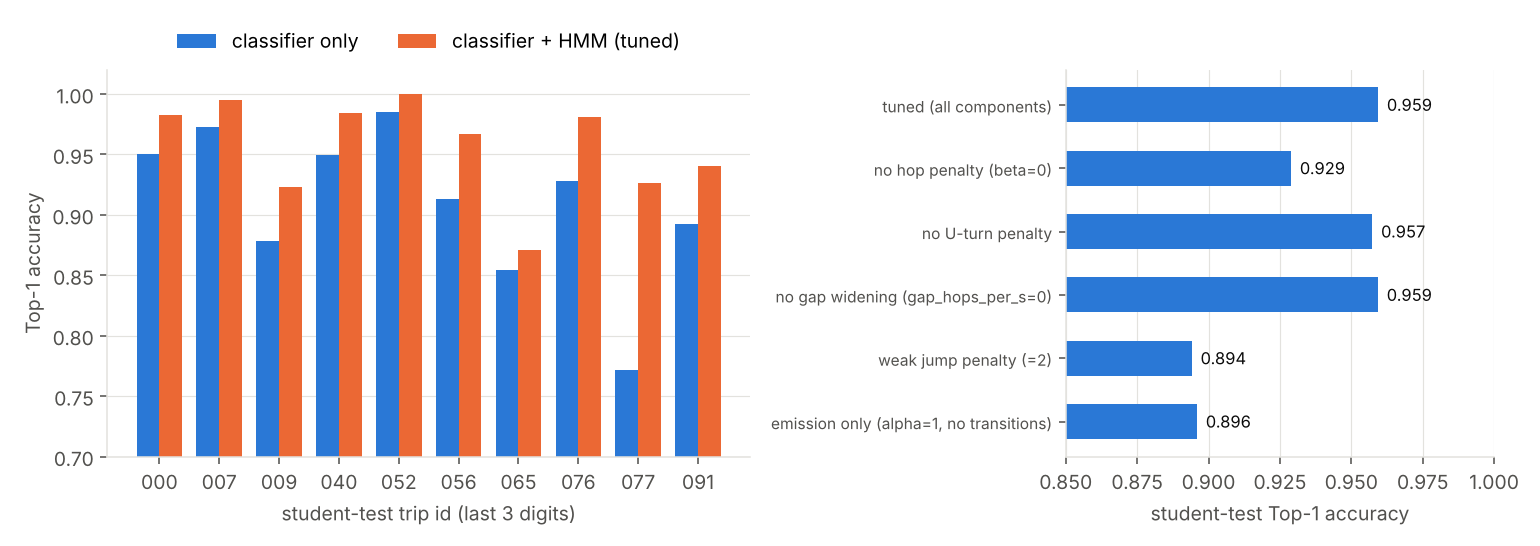 classifier only
classifier + HMM (tuned)
Top-1 accuracy
1.00
0.95
0.90
0.85
0.80
0.75
0.70
000 007 009 040 052 056 065 076 077 091
student-test trip id (last 3 digits)
tuned (all components) 0.959
no hop penalty (beta=0) 0.929
no U-turn penalty 0.957
no gap widening (gap_hops_per_s=0) 0.959
weak jump penalty (=2) 0.894
emission only (alpha=1, no transitions) 0.896
0.850 0.875 0.900 0.925 0.950 0.975 1.000
student-test Top-1 accuracy